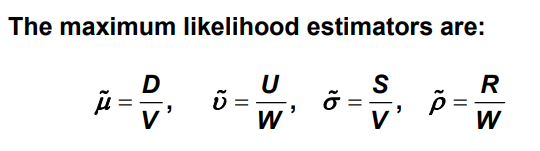 The maximum likelihood estimators are:
μ̃ = D/V, υ̃ = U/W, σ̃ = S/V, ρ̃ = R/W